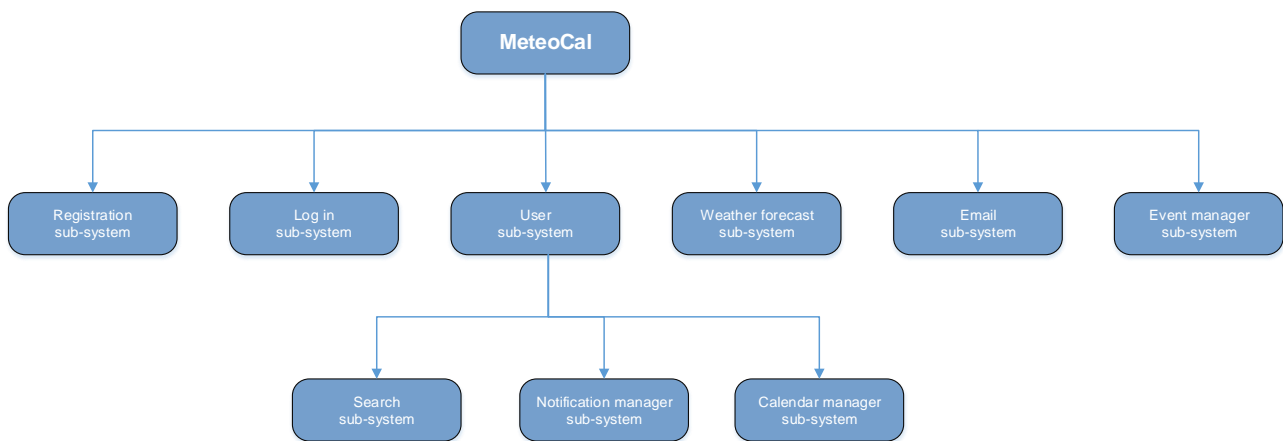 MeteoCal
Registration
sub-system
Log in
sub-system
User
sub-system
Weather forecast
sub-system
Email
sub-system
Event manager
sub-system
Search
sub-system
Notification manager
sub-system
Calendar manager
sub-system